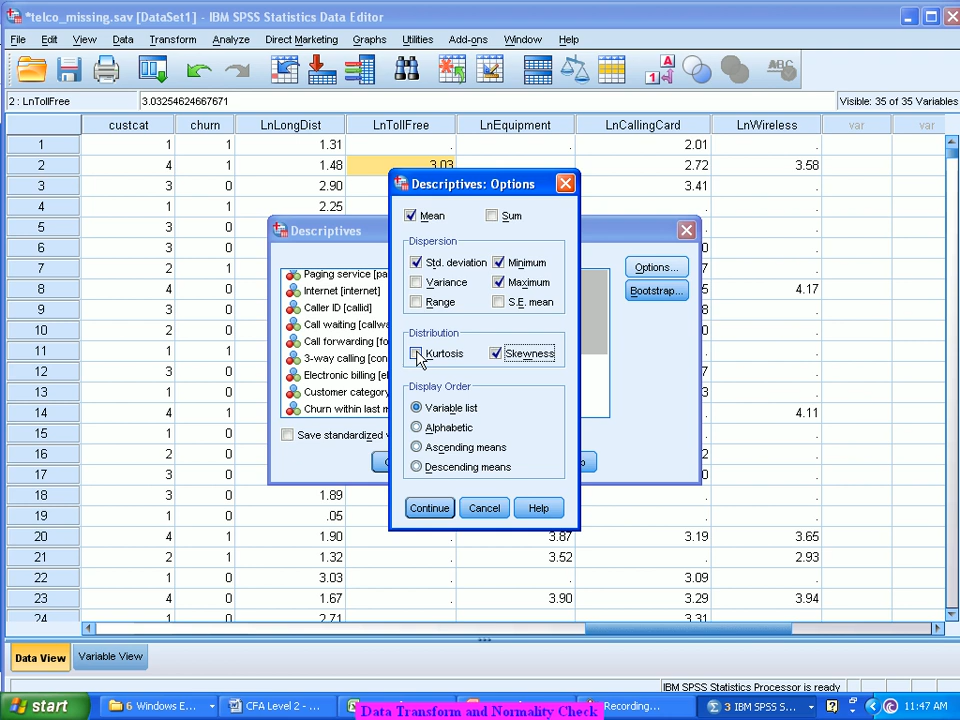 *telco_missing.sav [DataSet1] - IBM SPSS Statistics Data Editor
File Edit View Data Transform Analyze Direct Marketing Graphs Utilities Add-ons Window Help
2 : LnTollFree 3.03254624667671 Visible: 35 of 35 Variables
custcat churn LnLongDist LnTollFree LnEquipment LnCallingCard LnWireless var var
1 1 1 1.31 . . 2.01 .
2 4 1 1.48 3.03 2.72 3.58
3 3 0 2.90 3.41 .
4 1 1 2.25 .
5 3 0 .
6 3 0 .
7 2 1 .
8 4 0 4.17
9 3 0 .
10 2 0 .
11 1 1 .
12 3 0 .
13 1 0 .
14 4 1 4.11
15 4 0 .
16 2 0 .
17 3 0 .
18 3 0 1.89 .
19 1 0 .05 .
20 4 1 1.90 3.87 3.19 3.65
21 2 1 1.32 . 3.52 . 2.93
22 1 0 3.03 . . 3.09 .
23 4 0 1.67 . 3.90 3.29 3.94
24 1 0 2.71 . . 3.31 .
Descriptives
Paging service [pa
Internet [internet]
Caller ID [callid]
Call waiting [callwa
Call forwarding [fo
3-way calling [con
Electronic billing [el
Customer category
Churn within last m
Options...
Bootstrap...
Save standardized v
Descriptives: Options
Mean Sum
Dispersion
Std. deviation Minimum
Variance Maximum
Range S.E. mean
Distribution
Kurtosis Skewness
Display Order
Variable list
Alphabetic
Ascending means
Descending means
Continue Cancel Help
Data View Variable View
IBM SPSS Statistics Processor is ready
start 6 Windows E... CFA Level 2 - ... Recording... 3 IBM SPSS S... 11:47 AM
Data Transform and Normality Check